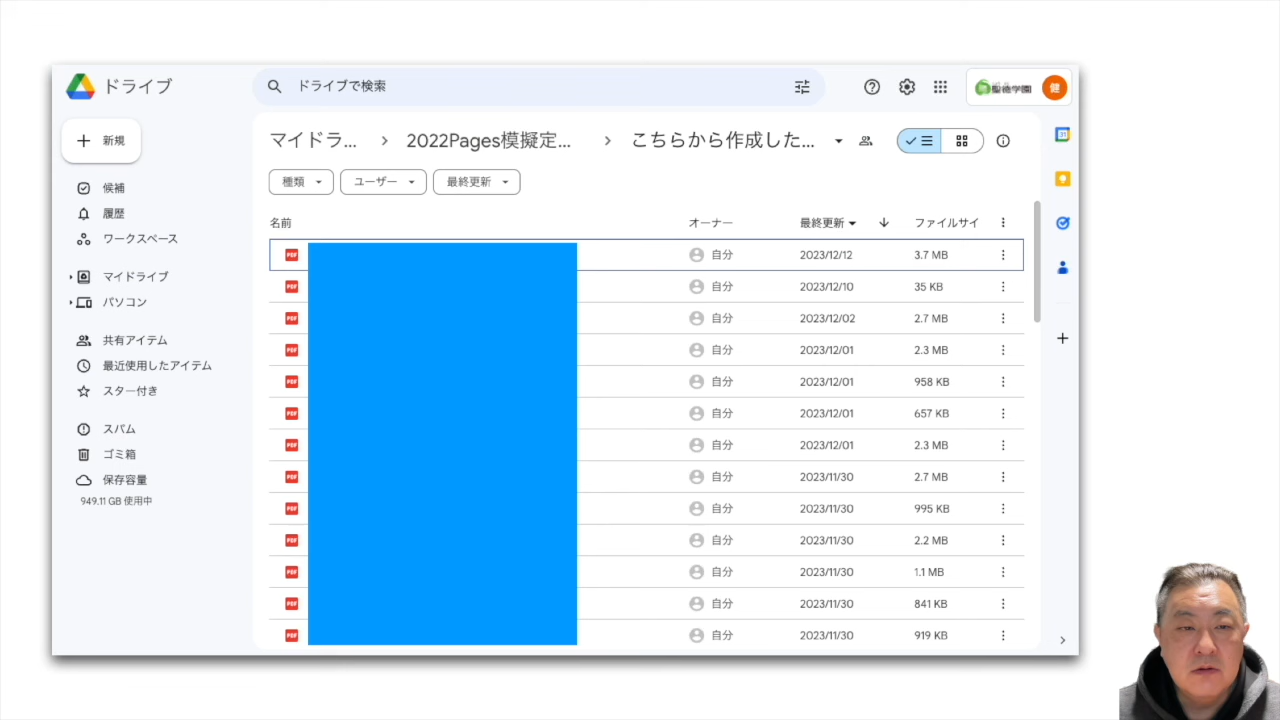 ドライブ
ドライブで検索
聖徳学園
健
新規
候補
履歴
ワークスペース
マイドライブ
パソコン
共有アイテム
最近使用したアイテム
スター付き
スパム
ゴミ箱
保存容量
949.11 GB 使用中
マイドラ... › 2022Pages模擬定... › こちらから作成した...
種類 ユーザー 最終更新
名前 オーナー 最終更新 ファイルサイ
PDF 自分 2023/12/12 3.7 MB
PDF 自分 2023/12/10 35 KB
PDF 自分 2023/12/02 2.7 MB
PDF 自分 2023/12/01 2.3 MB
PDF 自分 2023/12/01 958 KB
PDF 自分 2023/12/01 657 KB
PDF 自分 2023/12/01 2.3 MB
PDF 自分 2023/11/30 2.7 MB
PDF 自分 2023/11/30 995 KB
PDF 自分 2023/11/30 2.2 MB
PDF 自分 2023/11/30 1.1 MB
PDF 自分 2023/11/30 841 KB
PDF 自分 2023/11/30 919 KB
31